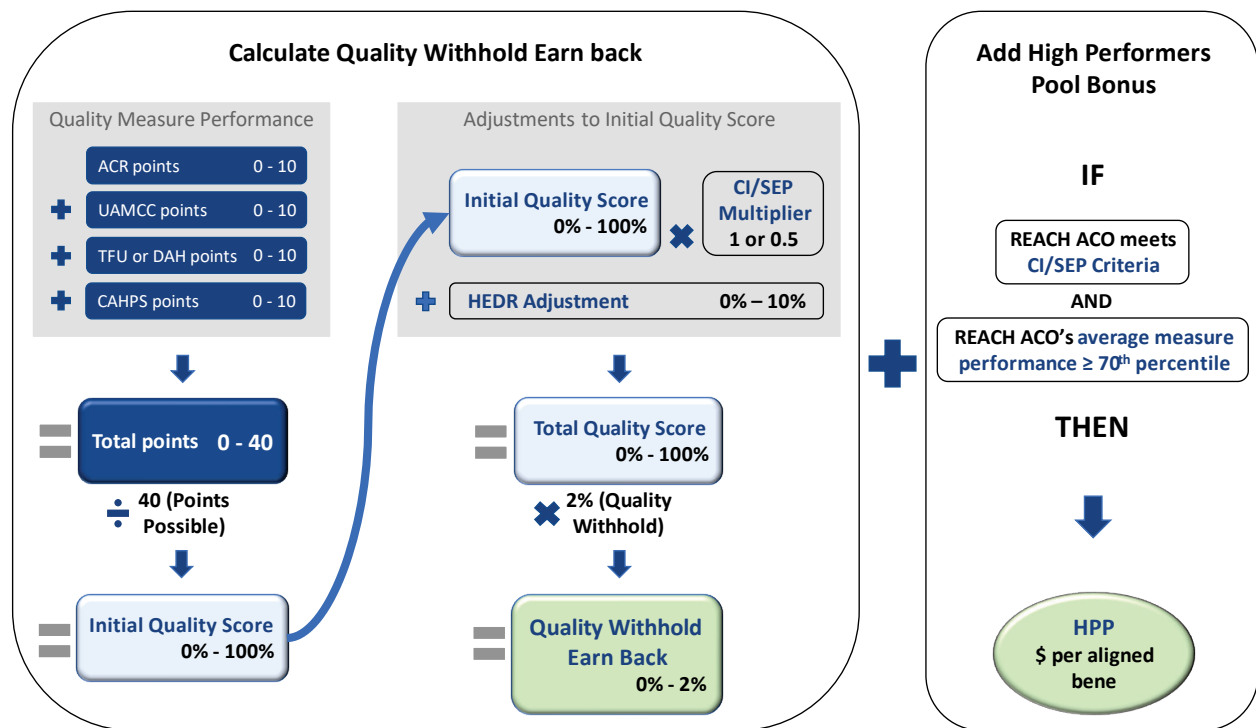 Calculate Quality Withhold Earn back
Quality Measure Performance
ACR points 0 - 10
UAMCC points 0 - 10
TFU or DAH points 0 - 10
CAHPS points 0 - 10
Total points 0 - 40
40 (Points
Possible)
Initial Quality Score
0% - 100%
Adjustments to Initial Quality Score
Initial Quality Score
0% - 100%
CI/SEP
Multiplier
1 or 0.5
HEDR Adjustment 0% – 10%
Total Quality Score
0% - 100%
2% (Quality
Withhold)
Quality Withhold
Earn Back
0% - 2%
Add High Performers
Pool Bonus
IF
REACH ACO meets
CI/SEP Criteria
AND
REACH ACO’s average measure
performance ≥ 70th percentile
THEN
HPP
$ per aligned
bene